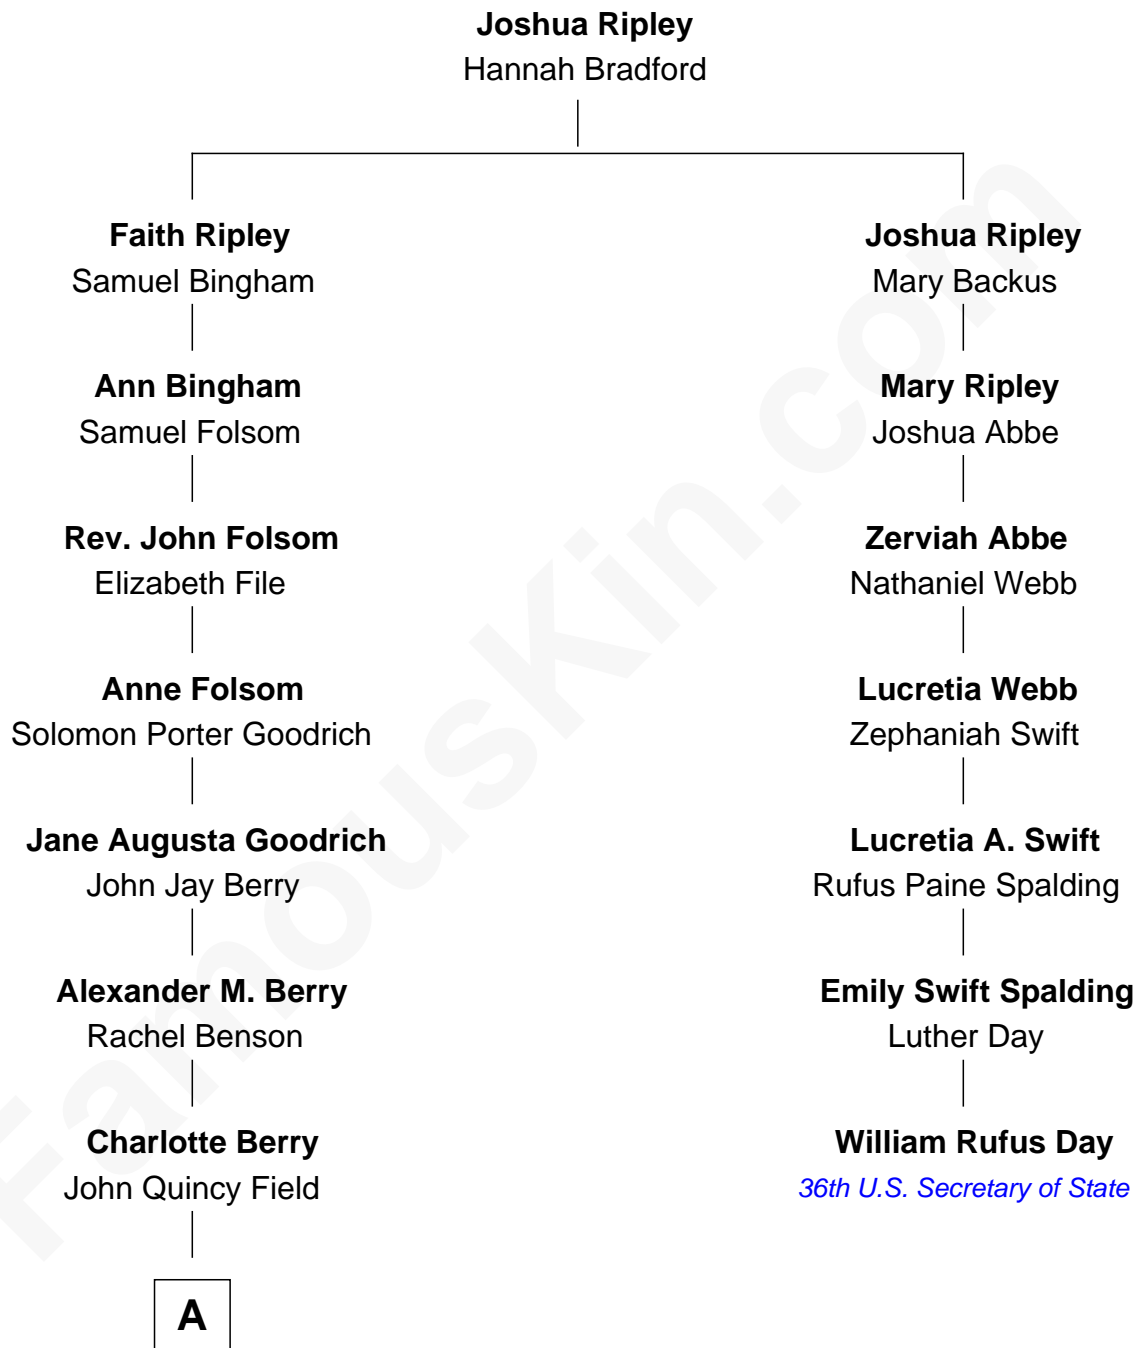 Joshua Ripley
Hannah Bradford
Faith Ripley
Samuel Bingham
Ann Bingham
Samuel Folsom
Rev. John Folsom
Elizabeth File
Anne Folsom
Solomon Porter Goodrich
Jane Augusta Goodrich
John Jay Berry
Alexander M. Berry
Rachel Benson
Charlotte Berry
John Quincy Field
A
Joshua Ripley
Mary Backus
Mary Ripley
Joshua Abbe
Zerviah Abbe
Nathaniel Webb
Lucretia Webb
Zephaniah Swift
Lucretia A. Swift
Rufus Paine Spalding
Emily Swift Spalding
Luther Day
William Rufus Day
36th U.S. Secretary of State
FamousKin.com